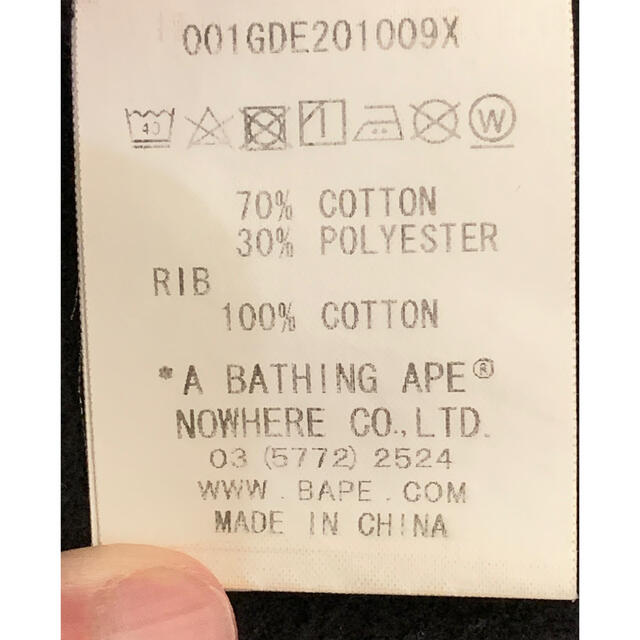 001GDE201009X
40 W
70% COTTON
30% POLYESTER
RIB
100% COTTON
*A BATHING APE®
NOWHERE CO.,LTD.
03 (5772) 2524
WWW.BAPE.COM
MADE IN CHINA